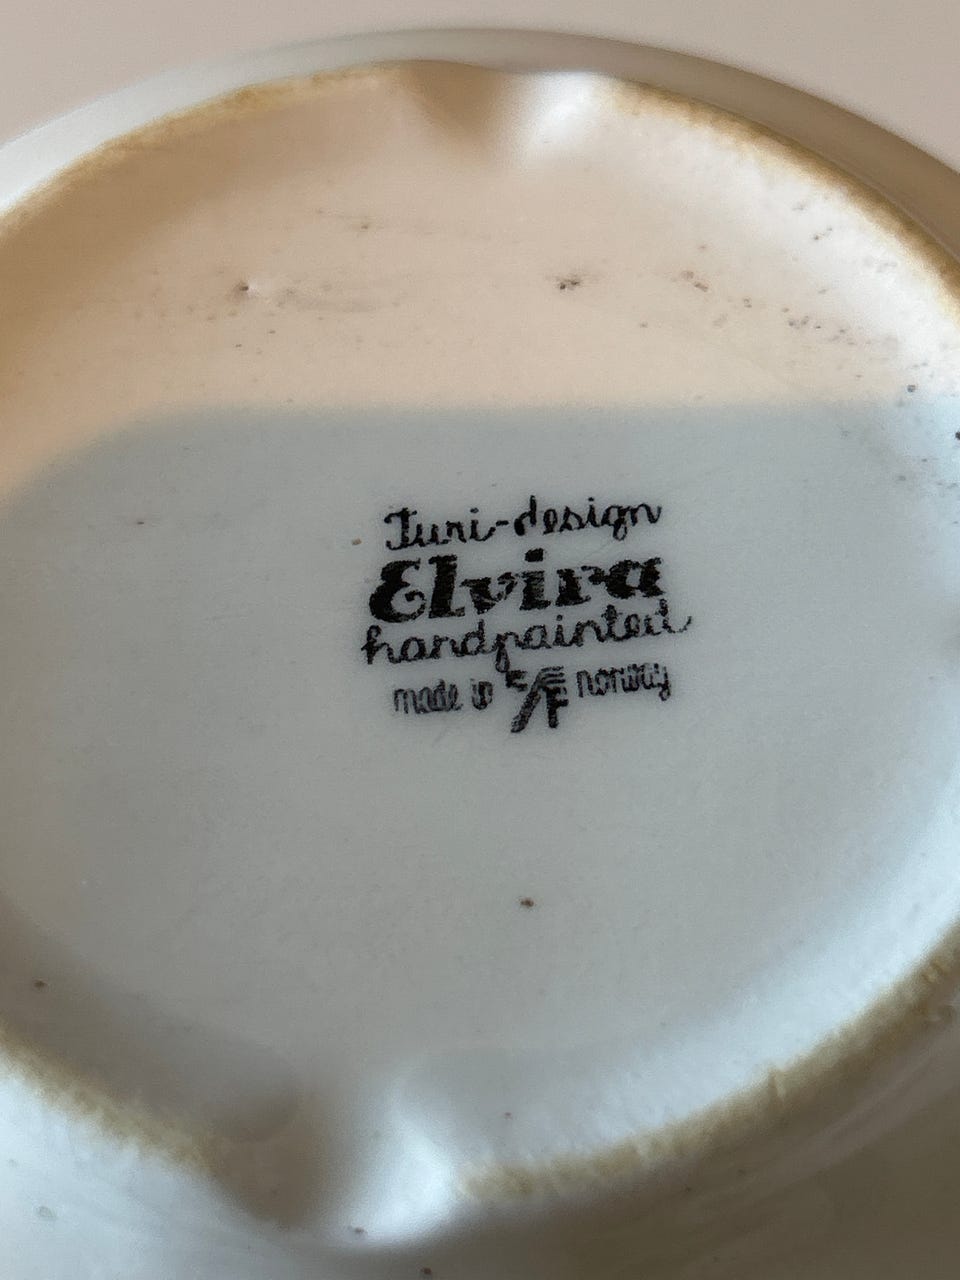 Turi-design
Elvira
handpainted
made in F/F norway